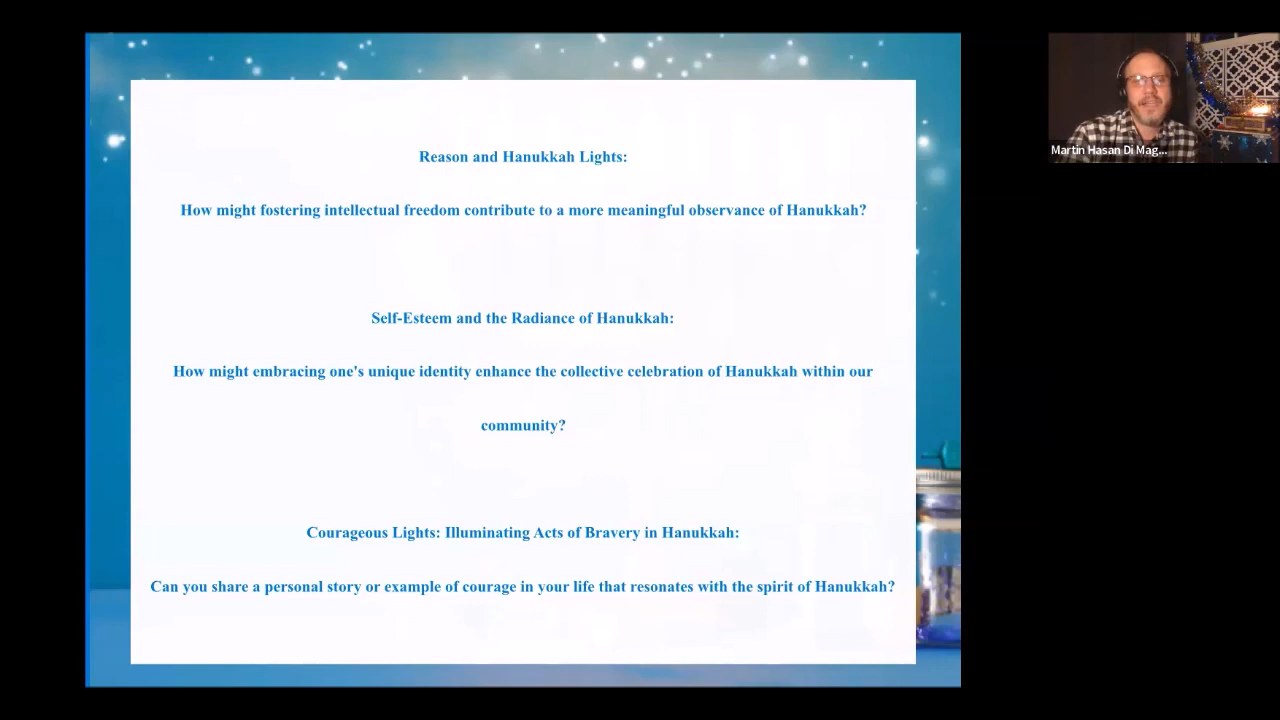 Reason and Hanukkah Lights:
How might fostering intellectual freedom contribute to a more meaningful observance of Hanukkah?
Self-Esteem and the Radiance of Hanukkah:
How might embracing one's unique identity enhance the collective celebration of Hanukkah within our
community?
Courageous Lights: Illuminating Acts of Bravery in Hanukkah:
Can you share a personal story or example of courage in your life that resonates with the spirit of Hanukkah?
Martin Hasan Di Mag...